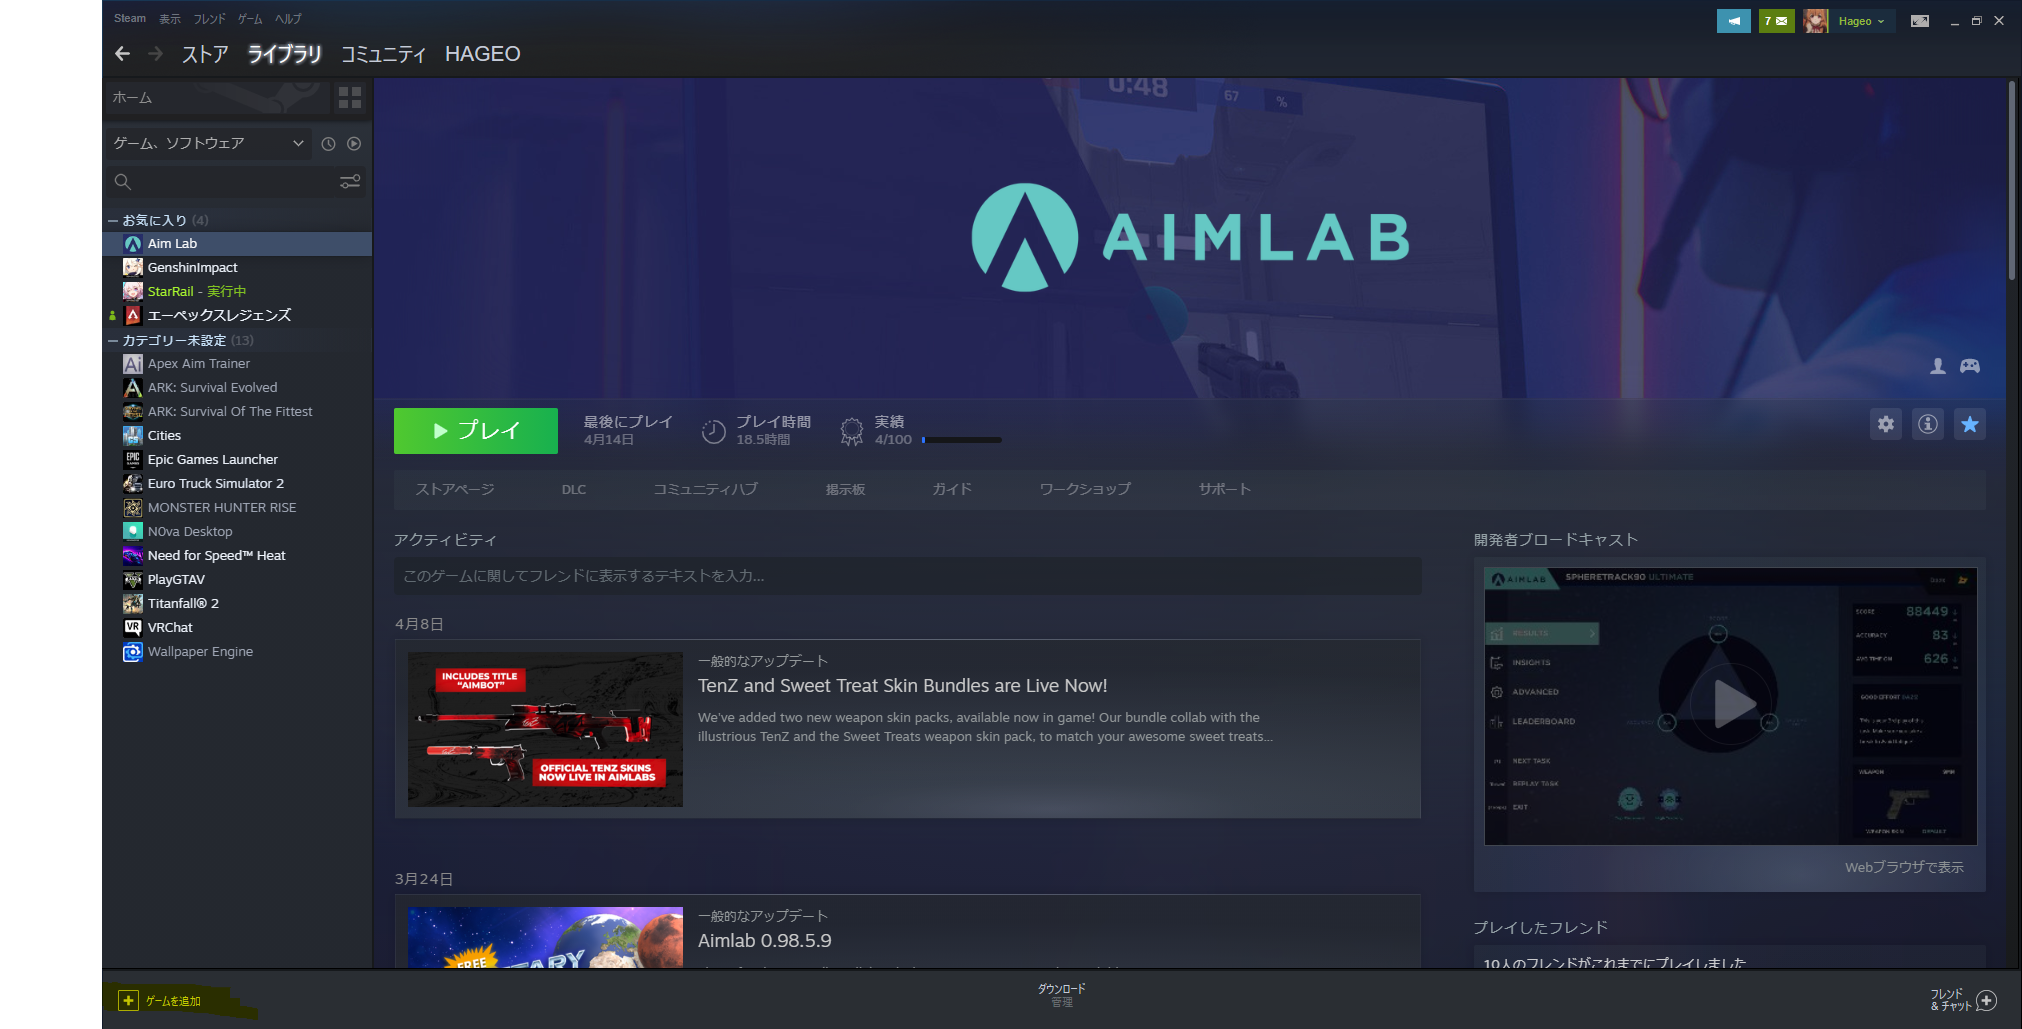 Steam 表示 フレンド ゲーム ヘルプ
7
Hageo
ストア ライブラリ コミュニティ HAGEO
ホーム
ゲーム、ソフトウェア
お気に入り (4)
Aim Lab
GenshinImpact
StarRail - 実行中
エーペックスレジェンズ
カテゴリー未設定 (13)
Apex Aim Trainer
ARK: Survival Evolved
ARK: Survival Of The Fittest
Cities
Epic Games Launcher
Euro Truck Simulator 2
MONSTER HUNTER RISE
N0va Desktop
Need for Speed™ Heat
PlayGTAV
Titanfall® 2
VRChat
Wallpaper Engine
0:48
67 %
AIMLAB
プレイ
最後にプレイ
4月14日
プレイ時間
18.5時間
実績
4/100
ストアページ DLC コミュニティハブ 掲示板 ガイド ワークショップ サポート
アクティビティ
このゲームに関してフレンドに表示するテキストを入力...
4月8日
INCLUDES TITLE
"AIMBOT"
OFFICIAL TENZ SKINS
NOW LIVE IN AIMLABS
一般的なアップデート
TenZ and Sweet Treat Skin Bundles are Live Now!
We've added two new weapon skin packs, available now in game! Our bundle collab with the
illustrious TenZ and the Sweet Treats weapon skin pack, to match your awesome sweet treats...
3月24日
FREE
一般的なアップデート
Aimlab 0.98.5.9
開発者ブロードキャスト
AIMLAB SPHERETRACK90 ULTIMATE
SCORE 88449
ACCURACY 83
AVG TIME ON 626
RESULTS
INSIGHTS
ADVANCED
LEADERBOARD
NEXT TASK
REPLAY TASK
EXIT
WEAPON
Webブラウザで表示
プレイしたフレンド
10人のフレンドがこれまでにプレイしました
ゲームを追加
ダウンロード
管理
フレンド
& チャット